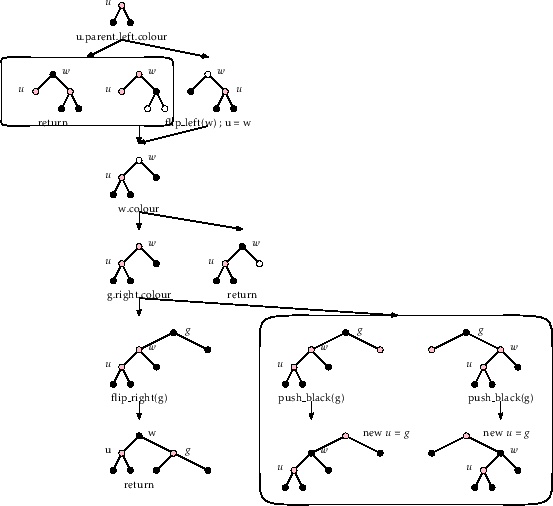 u
u.parent.left.colour
u w u w w u
return flip_left(w) ; u = w
u w
w.colour
u w w u
g.right.colour return
g w u g w u g w u
flip_right(g) push_black(g) push_black(g)
w u g new u = g w u new u = g w u
return